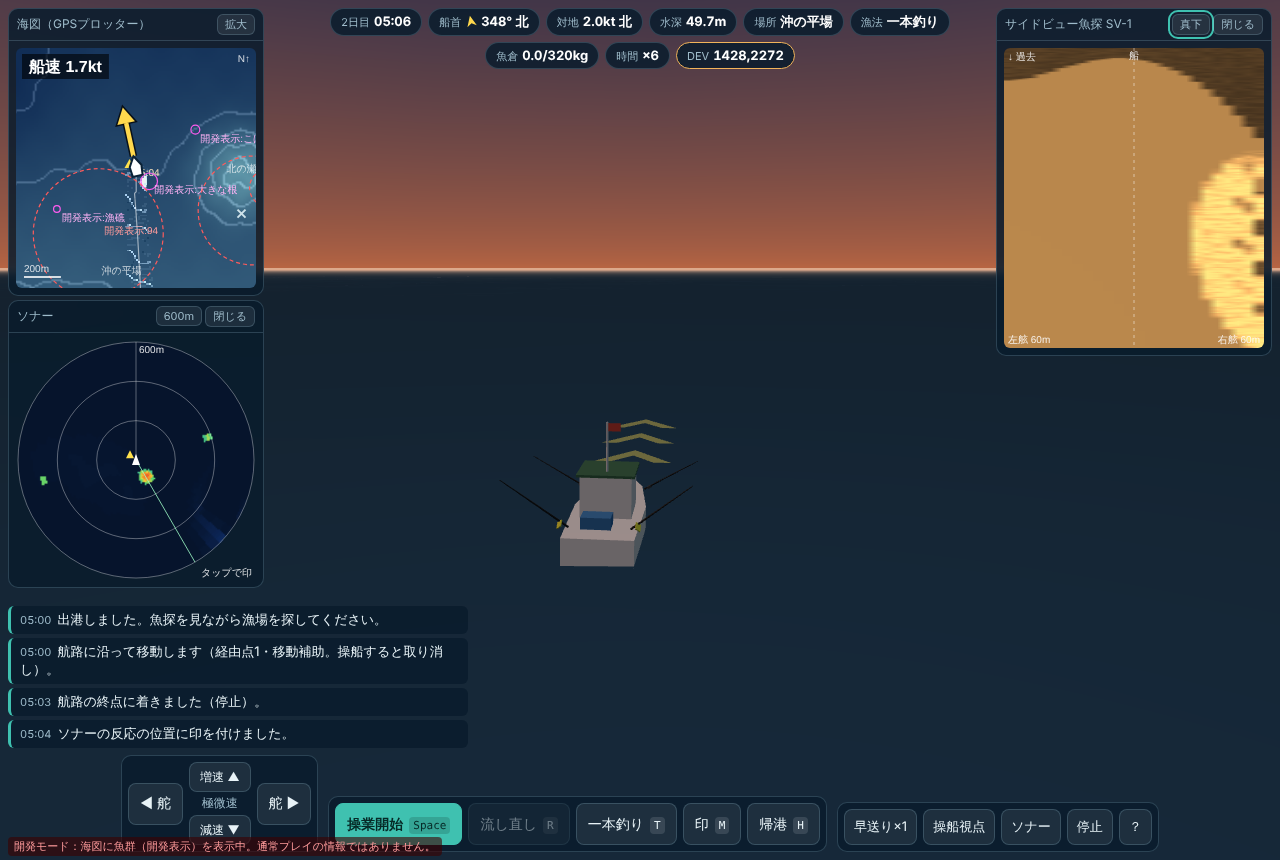 海図（GPSプロッター） 拡大
船速 1.7kt
N↑
開発表示:こ
北の瀬
04
開発表示:大きな根
開発表示:漁礁
開発表示:04
200m
沖の平場
2日目 05:06
船首 348° 北
対地 2.0kt 北
水深 49.7m
場所 沖の平場
漁法 一本釣り
魚倉 0.0/320kg
時間 ×6
DEV 1428,2272
サイドビュー魚探 SV-1 真下 閉じる
↓ 過去
船
左舷 60m
右舷 60m
ソナー 600m 閉じる
600m
タップで印
05:00 出港しました。魚探を見ながら漁場を探してください。
05:00 航路に沿って移動します（経由点1・移動補助。操船すると取り消
し）。
05:03 航路の終点に着きました（停止）。
05:04 ソナーの反応の位置に印を付けました。
◀ 舵
増速 ▲
極微速
減速 ▼
舵 ▶
操業開始 Space
流し直し R
一本釣り T
印 M
帰港 H
早送り×1
操船視点
ソナー
停止
?
開発モード：海図に魚群（開発表示）を表示中。通常プレイの情報ではありません。